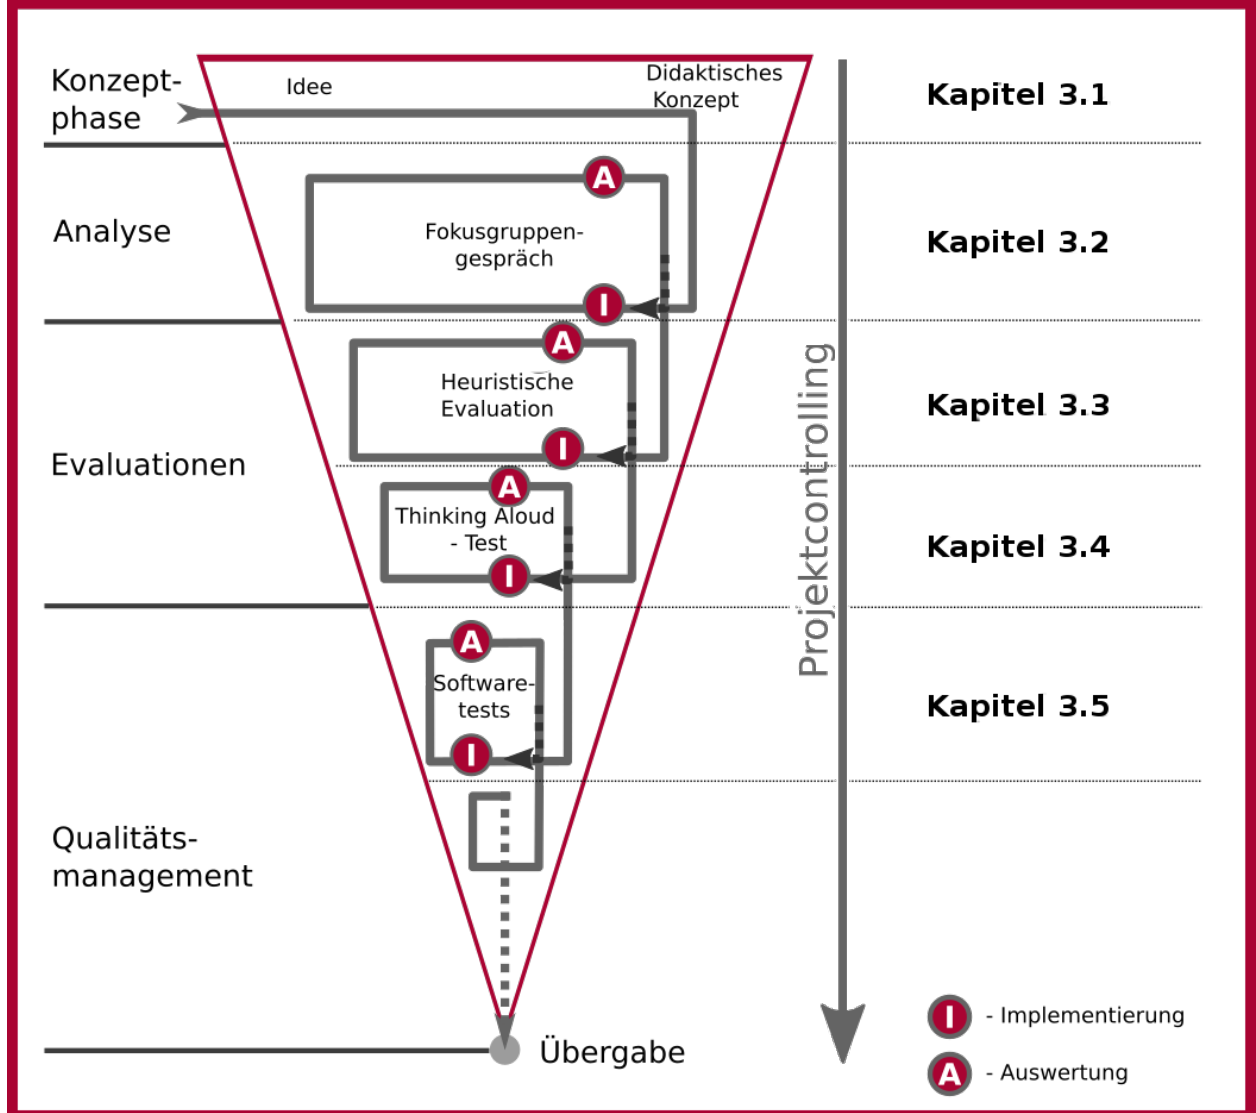 Konzept-
phase
Idee
Didaktisches
Konzept
Kapitel 3.1
Analyse
A
Fokusgruppen-
gespräch
I
Kapitel 3.2
Evaluationen
A
Heuristische
Evaluation
I
Kapitel 3.3
A
Thinking Aloud
- Test
I
Kapitel 3.4
Projektcontrolling
A
Software-
tests
I
Kapitel 3.5
Qualitäts-
management
Übergabe
I - Implementierung
A - Auswertung